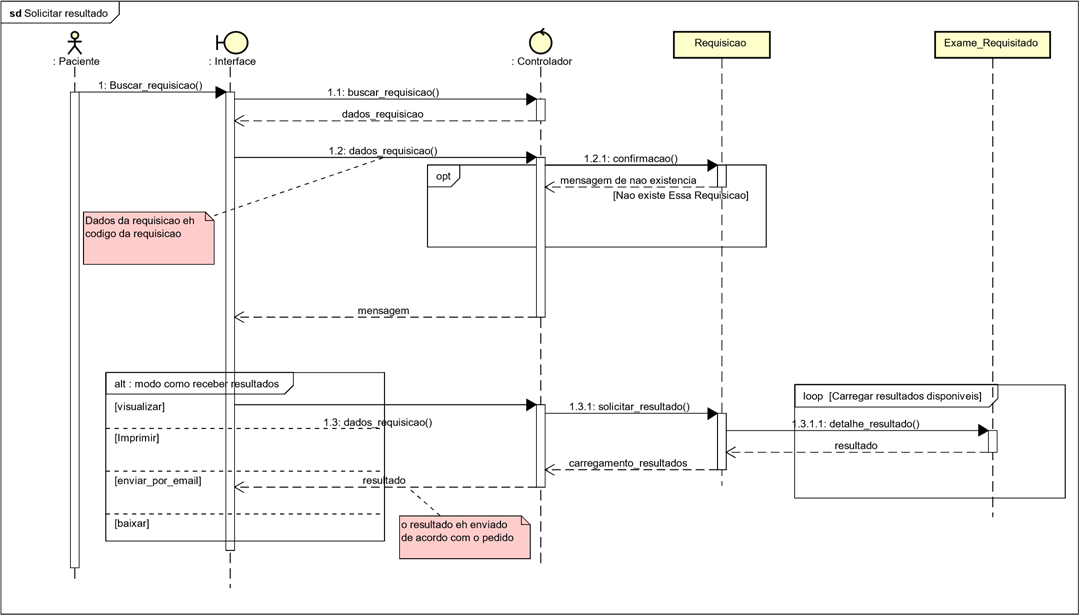 sd Solicitar resultado
: Paciente
: Interface
: Controlador
Requisicao
Exame_Requisitado
1: Buscar_requisicao()
1.1: buscar_requisicao()
dados_requisicao
1.2: dados_requisicao()
1.2.1: confirmacao()
opt
mensagem de nao existencia
[Nao existe Essa Requisicao]
Dados da requisicao eh
codigo da requisicao
mensagem
alt : modo como receber resultados
[visualizar]
1.3: dados_requisicao()
1.3.1: solicitar_resultado()
loop [Carregar resultados disponiveis]
1.3.1.1: detalhe_resultado()
[Imprimir]
resultado
carregamento_resultados
[enviar_por_email]
resultado
[baixar]
o resultado eh enviado
de acordo com o pedido